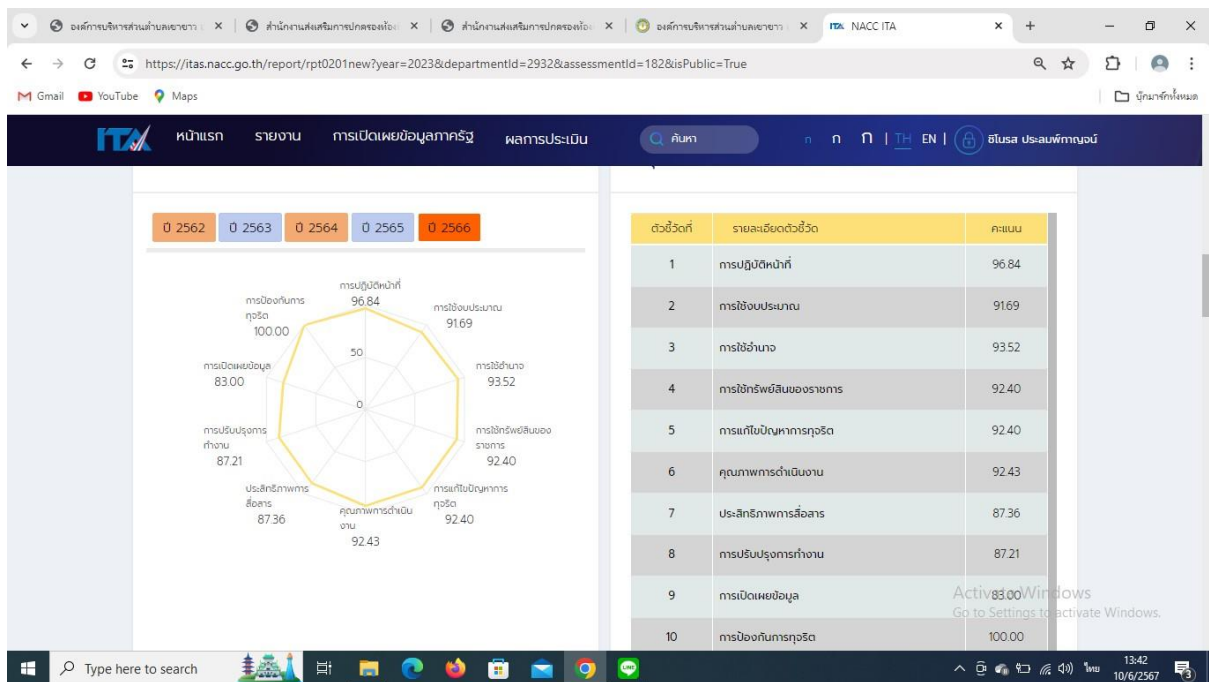 องค์การบริหารส่วนตำบลเขาขาว
สำนักงานส่งเสริมการปกครองท้อง
สำนักงานส่งเสริมการปกครองท้อง
องค์การบริหารส่วนตำบลเขาขาว
ITA NACC ITA
https://itas.nacc.go.th/report/rpt0201new?year=2023&departmentId=2932&assessmentId=182&isPublic=True
Gmail YouTube Maps
บุ๊กมาร์กทั้งหมด
ITA หน้าแรก รายงาน การเปิดเผยข้อมูลภาครัฐ ผลการประเมิน ค้นหา ก ก ก | TH EN | ชิโนรส ประลมพ์กาญจน์
ปี 2562 ปี 2563 ปี 2564 ปี 2565 ปี 2566
การปฏิบัติหน้าที่
96.84
การใช้งบประมาณ
91.69
การใช้อำนาจ
93.52
การใช้ทรัพย์สินของ
ราชการ
92.40
การแก้ไขปัญหาการ
ทุจริต
92.40
คุณภาพการดำเนิน
งาน
92.43
ประสิทธิภาพการ
สื่อสาร
87.36
การปรับปรุงการ
ทำงาน
87.21
การเปิดเผยข้อมูล
83.00
การป้องกันการ
ทุจริต
100.00
50
0
ตัวชี้วัดที่ รายละเอียดตัวชี้วัด คะแนน
1 การปฏิบัติหน้าที่ 96.84
2 การใช้งบประมาณ 91.69
3 การใช้อำนาจ 93.52
4 การใช้ทรัพย์สินของราชการ 92.40
5 การแก้ไขปัญหาการทุจริต 92.40
6 คุณภาพการดำเนินงาน 92.43
7 ประสิทธิภาพการสื่อสาร 87.36
8 การปรับปรุงการทำงาน 87.21
9 การเปิดเผยข้อมูล 83.00
10 การป้องกันการทุจริต 100.00
Activate Windows
Go to Settings to activate Windows.
Type here to search
LINE
ไทย
13:42
10/6/2567
3